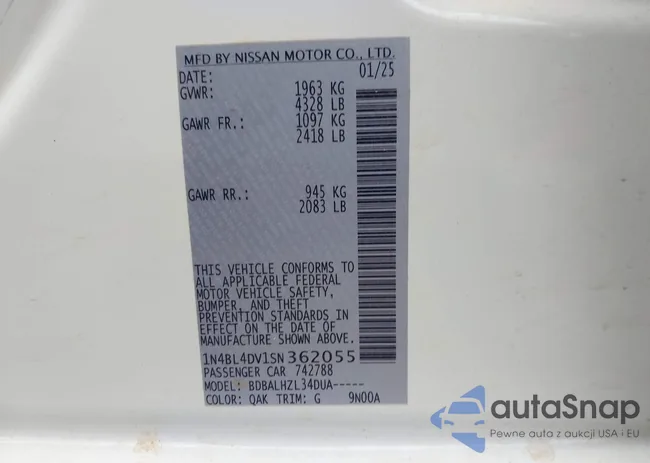 MFD BY NISSAN MOTOR CO., LTD.
DATE: 01/25
GVWR: 1963 KG
4328 LB
GAWR FR.: 1097 KG
2418 LB
GAWR RR.: 945 KG
2083 LB
THIS VEHICLE CONFORMS TO
ALL APPLICABLE FEDERAL
MOTOR VEHICLE SAFETY,
BUMPER, AND THEFT
PREVENTION STANDARDS IN
EFFECT ON THE DATE OF
MANUFACTURE SHOWN ABOVE.
1N4BL4DV1SN362055
PASSENGER CAR 742788
MODEL: BDBALHZL34DUA-----
COLOR: QAK TRIM: G 9N00A
autaSnap
Pewne auta z aukcji USA i EU